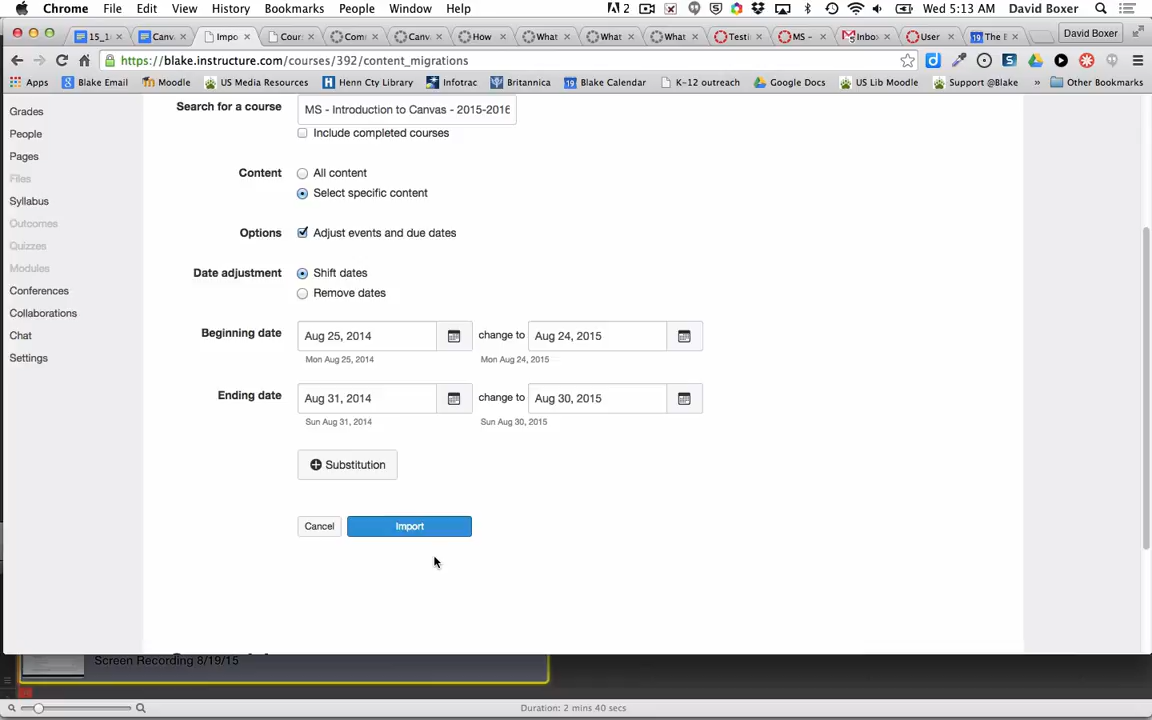 Chrome File Edit View History Bookmarks People Window Help 2 Wed 5:13 AM David Boxer
15_1 Canv Impo Cour Com Canv How What What What Testi MS - Inbo User 19 The E David Boxer
https://blake.instructure.com/courses/392/content_migrations
Apps Blake Email Moodle US Media Resources Henn Cty Library Infotrac Britannica 19 Blake Calendar K-12 outreach Google Docs US Lib Moodle Support @Blake » Other Bookmarks
Grades
People
Pages
Files
Syllabus
Outcomes
Quizzes
Modules
Conferences
Collaborations
Chat
Settings
Search for a course MS - Introduction to Canvas - 2015-2016
Include completed courses
Content All content
Select specific content
Options Adjust events and due dates
Date adjustment Shift dates
Remove dates
Beginning date Aug 25, 2014 change to Aug 24, 2015
Mon Aug 25, 2014 Mon Aug 24, 2015
Ending date Aug 31, 2014 change to Aug 30, 2015
Sun Aug 31, 2014 Sun Aug 30, 2015
Substitution
Cancel Import
Screen Recording 8/19/15
Duration: 2 mins 40 secs